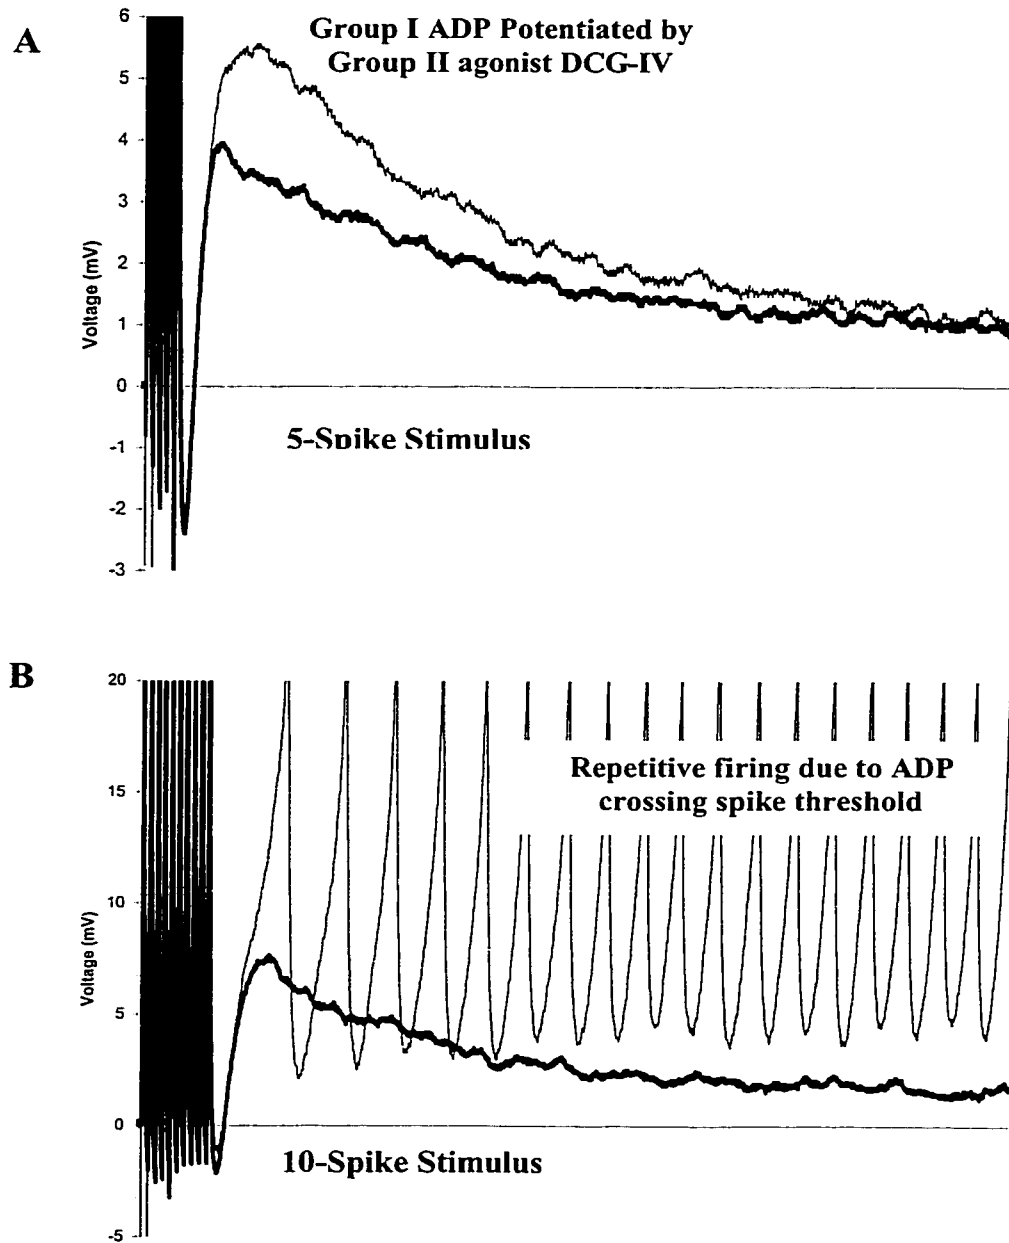 A
Group I ADP Potentiated by
Group II agonist DCG-IV
6
5
4
3
2
1
0
-1
-2
-3
Voltage (mV)
5-Spike Stimulus
B
20
15
10
5
0
-5
Voltage (mV)
Repetitive firing due to ADP
crossing spike threshold
10-Spike Stimulus